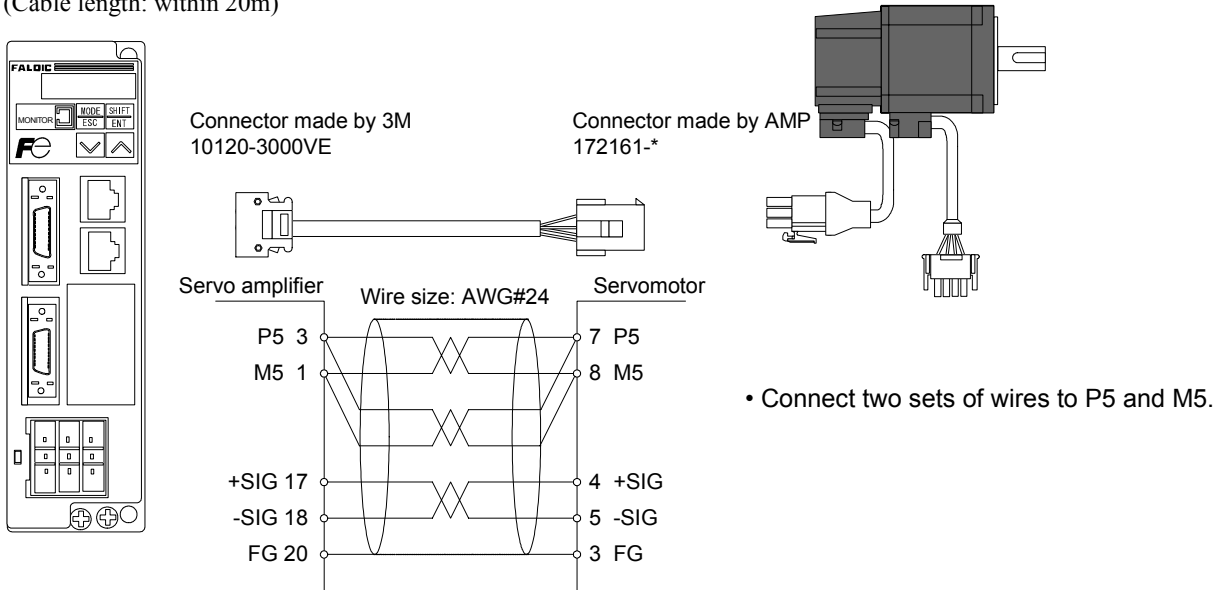 (Cable length: within 20m)
FALDIC
MONITOR
MODE
ESC
SHIFT
ENT
Fe
Connector made by 3M
10120-3000VE
Connector made by AMP
172161-*
Servo amplifier
Wire size: AWG#24
Servomotor
P5 3
7 P5
M5 1
8 M5
• Connect two sets of wires to P5 and M5.
+SIG 17
4 +SIG
-SIG 18
5 -SIG
FG 20
3 FG